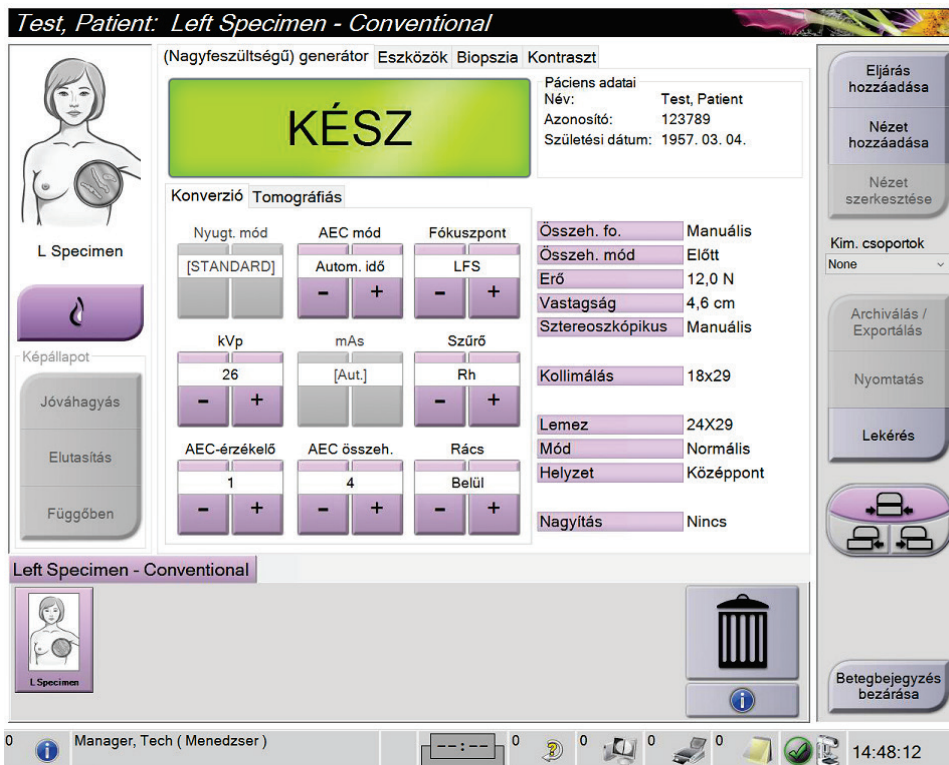 Test, Patient: Left Specimen - Conventional
L Specimen
Képállapot
Jóváhagyás
Elutasítás
Függőben
(Nagyfeszültségű) generátor Eszközök Biopszia Kontraszt
KÉSZ
Páciens adatai
Név: Test, Patient
Azonosító: 123789
Születési dátum: 1957. 03. 04.
Konverzió Tomográfiás
Nyugt. mód AEC mód Fókuszpont
[STANDARD] Autom. idő LFS
- + - +
kVp mAs Szűrő
26 [Aut.] Rh
- + - +
AEC-érzékelő AEC összeh. Rács
1 4 Belül
- + - + - +
Összeh. fo. Manuális
Összeh. mód Előtt
Erő 12,0 N
Vastagság 4,6 cm
Sztereoszkópikus Manuális
Kollimálás 18x29
Lemez 24X29
Mód Normális
Helyzet Középpont
Nagyítás Nincs
Eljárás
hozzáadása
Nézet
hozzáadása
Nézet
szerkesztése
Kim. csoportok
None
Archiválás /
Exportálás
Nyomtatás
Lekérés
Betegbejegyzés
bezárása
Left Specimen - Conventional
L Specimen
0 Manager, Tech ( Menedzser ) --:-- 0 0 0 0 14:48:12